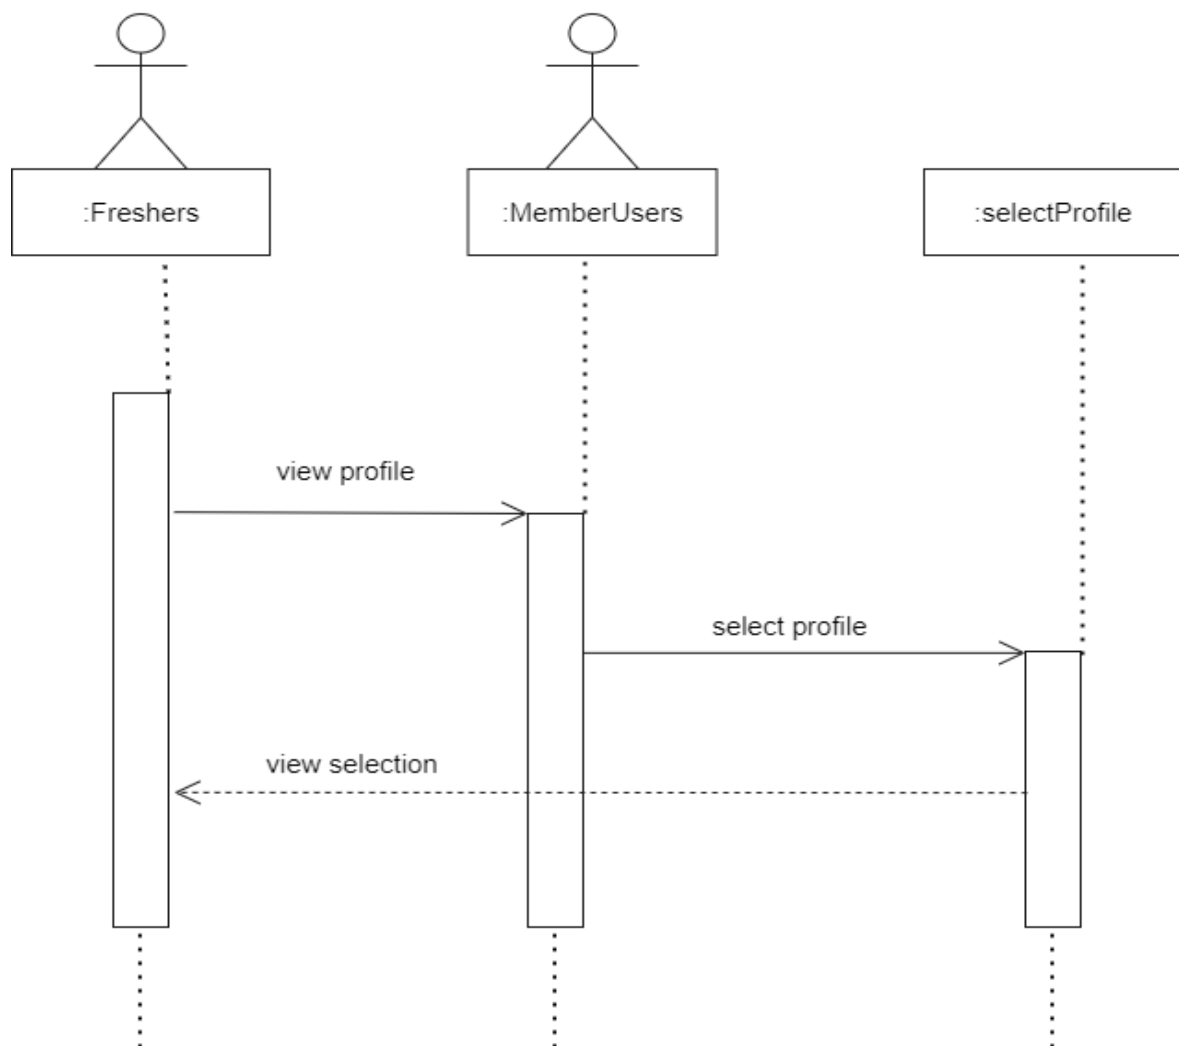 :Freshers
:MemberUsers
:selectProfile
view profile
select profile
view selection